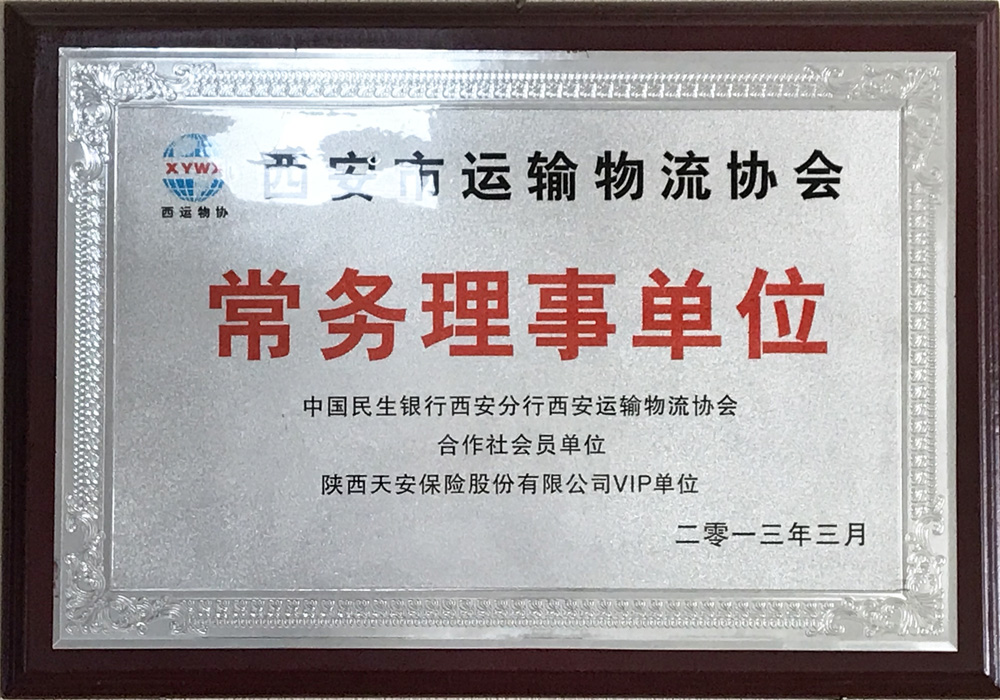 XYWX
西运物协
西安市运输物流协会
常务理事单位
中国民生银行西安分行西安运输物流协会
合作社会员单位
陕西天安保险股份有限公司VIP单位
二零一三年三月